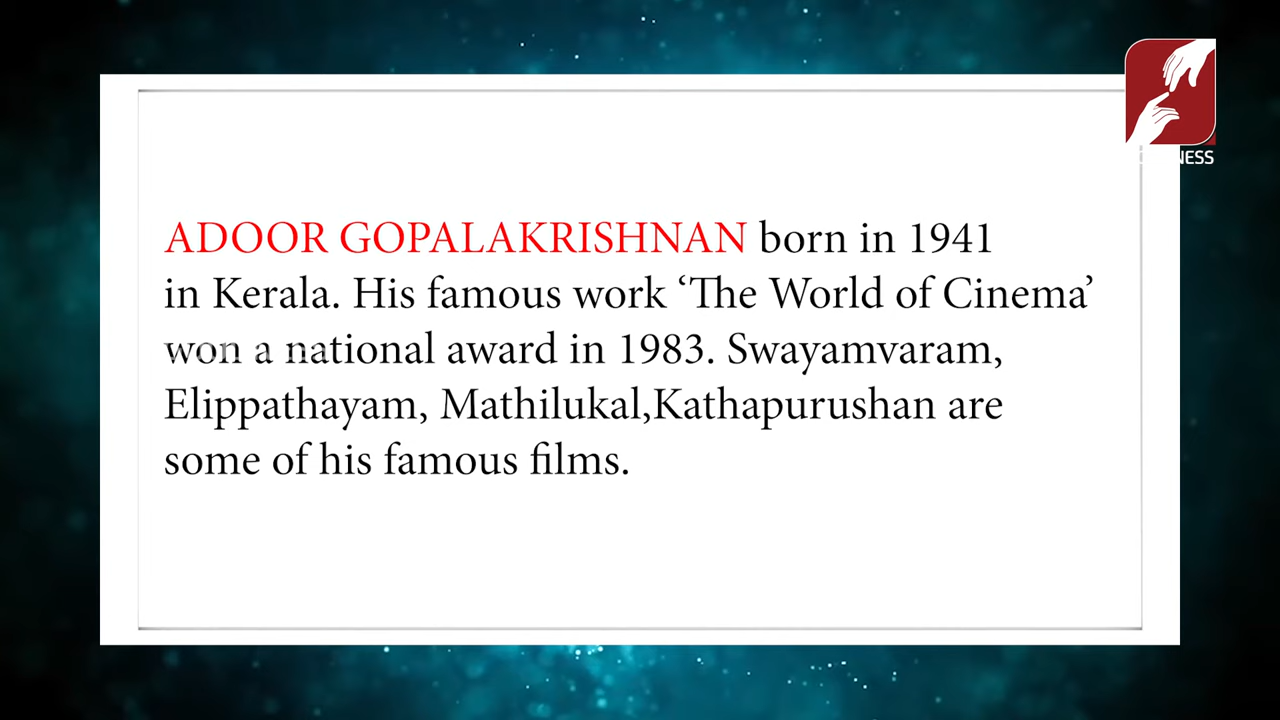 ADOOR GOPALAKRISHNAN born in 1941
in Kerala. His famous work ‘The World of Cinema’
won a national award in 1983. Swayamvaram,
Elippathayam, Mathilukal,Kathapurushan are
some of his famous films.